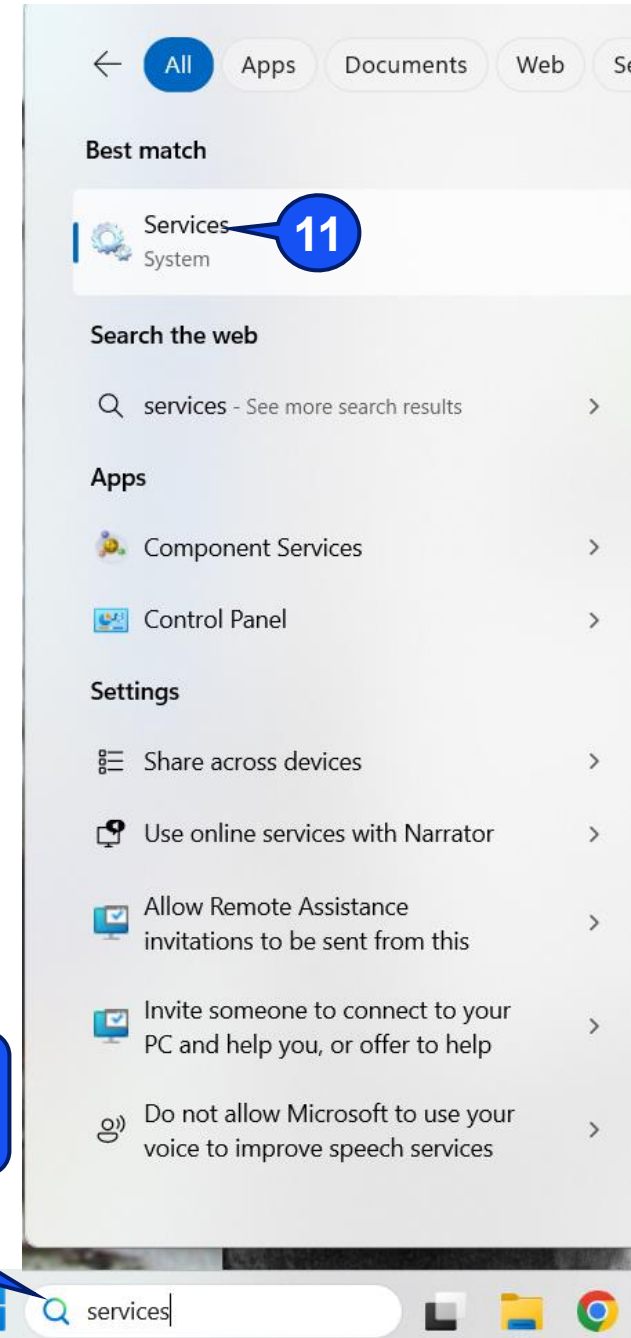 All Apps Documents Web Se
Best match
Services
System
11
Search the web
services - See more search results
Apps
Component Services
Control Panel
Settings
Share across devices
Use online services with Narrator
Allow Remote Assistance
invitations to be sent from this
Invite someone to connect to your
PC and help you, or offer to help
Do not allow Microsoft to use your
voice to improve speech services
services